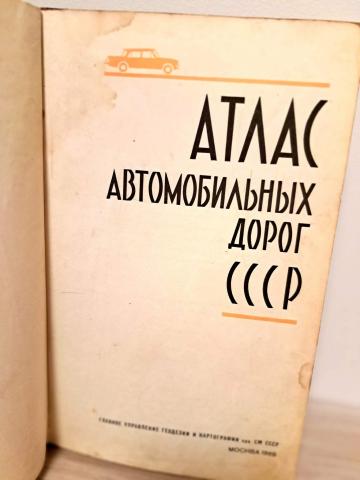 АТЛАС
АВТОМОБИЛЬНЫХ
ДОРОГ
СССР
ГЛАВНОЕ УПРАВЛЕНИЕ ГЕОДЕЗИИ И КАРТОГРАФИИ ПРИ СМ СССР
МОСКВА